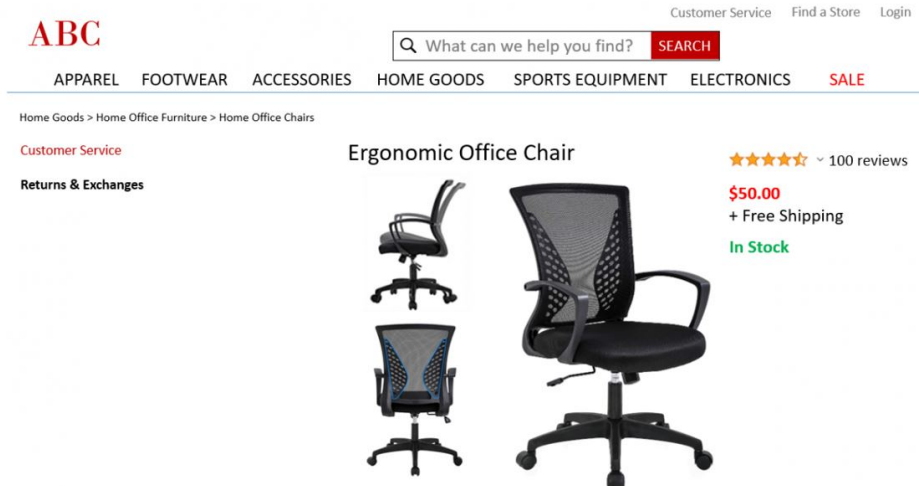 Customer Service Find a Store Login
ABC
What can we help you find? SEARCH
APPAREL FOOTWEAR ACCESSORIES HOME GOODS SPORTS EQUIPMENT ELECTRONICS SALE
Home Goods > Home Office Furniture > Home Office Chairs
Customer Service
Ergonomic Office Chair
100 reviews
Returns & Exchanges
$50.00
+ Free Shipping
In Stock